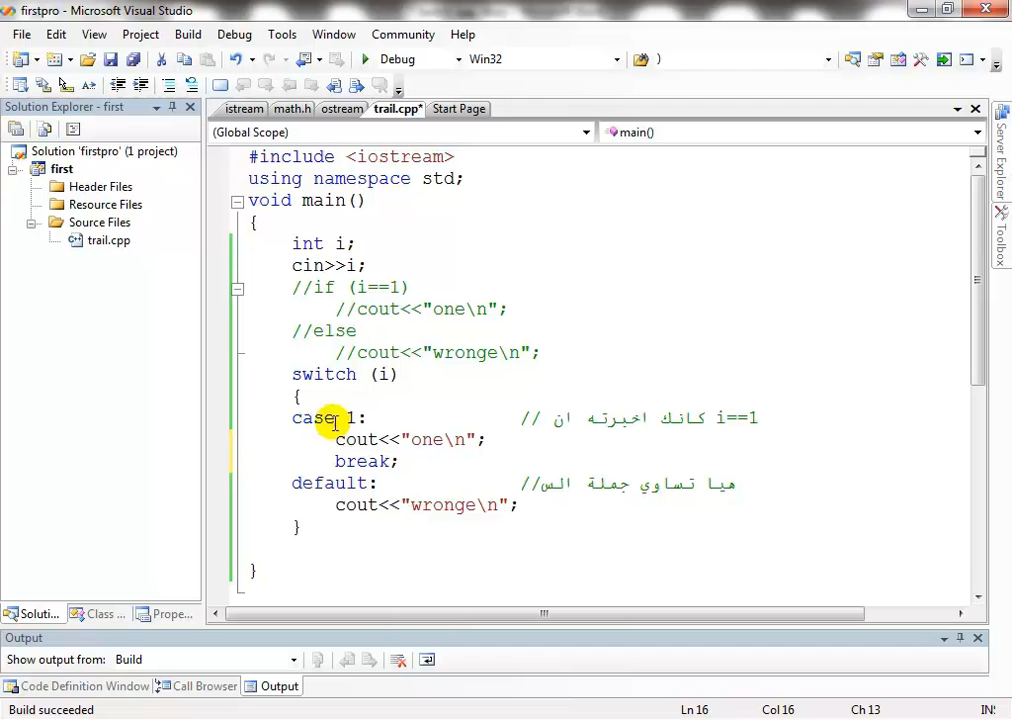 firstpro - Microsoft Visual Studio
File Edit View Project Build Debug Tools Window Community Help
Debug Win32 )
Solution Explorer - first
istream math.h ostream trail.cpp* Start Page
(Global Scope) main()
Solution 'firstpro' (1 project)
first
Header Files
Resource Files
Source Files
trail.cpp
#include <iostream>
using namespace std;
void main()
{
int i;
cin>>i;
//if (i==1)
//cout<<"one\n";
//else
//cout<<"wronge\n";
switch (i)
{
case 1: // كانك اخبرته ان i==1
cout<<"one\n";
break;
default: //هيا تساوي جملة الس
cout<<"wronge\n";
}
}
Server Explorer
Toolbox
Soluti... Class ... Prope...
Output
Show output from: Build
Code Definition Window Call Browser Output
Build succeeded Ln 16 Col 16 Ch 13 INS